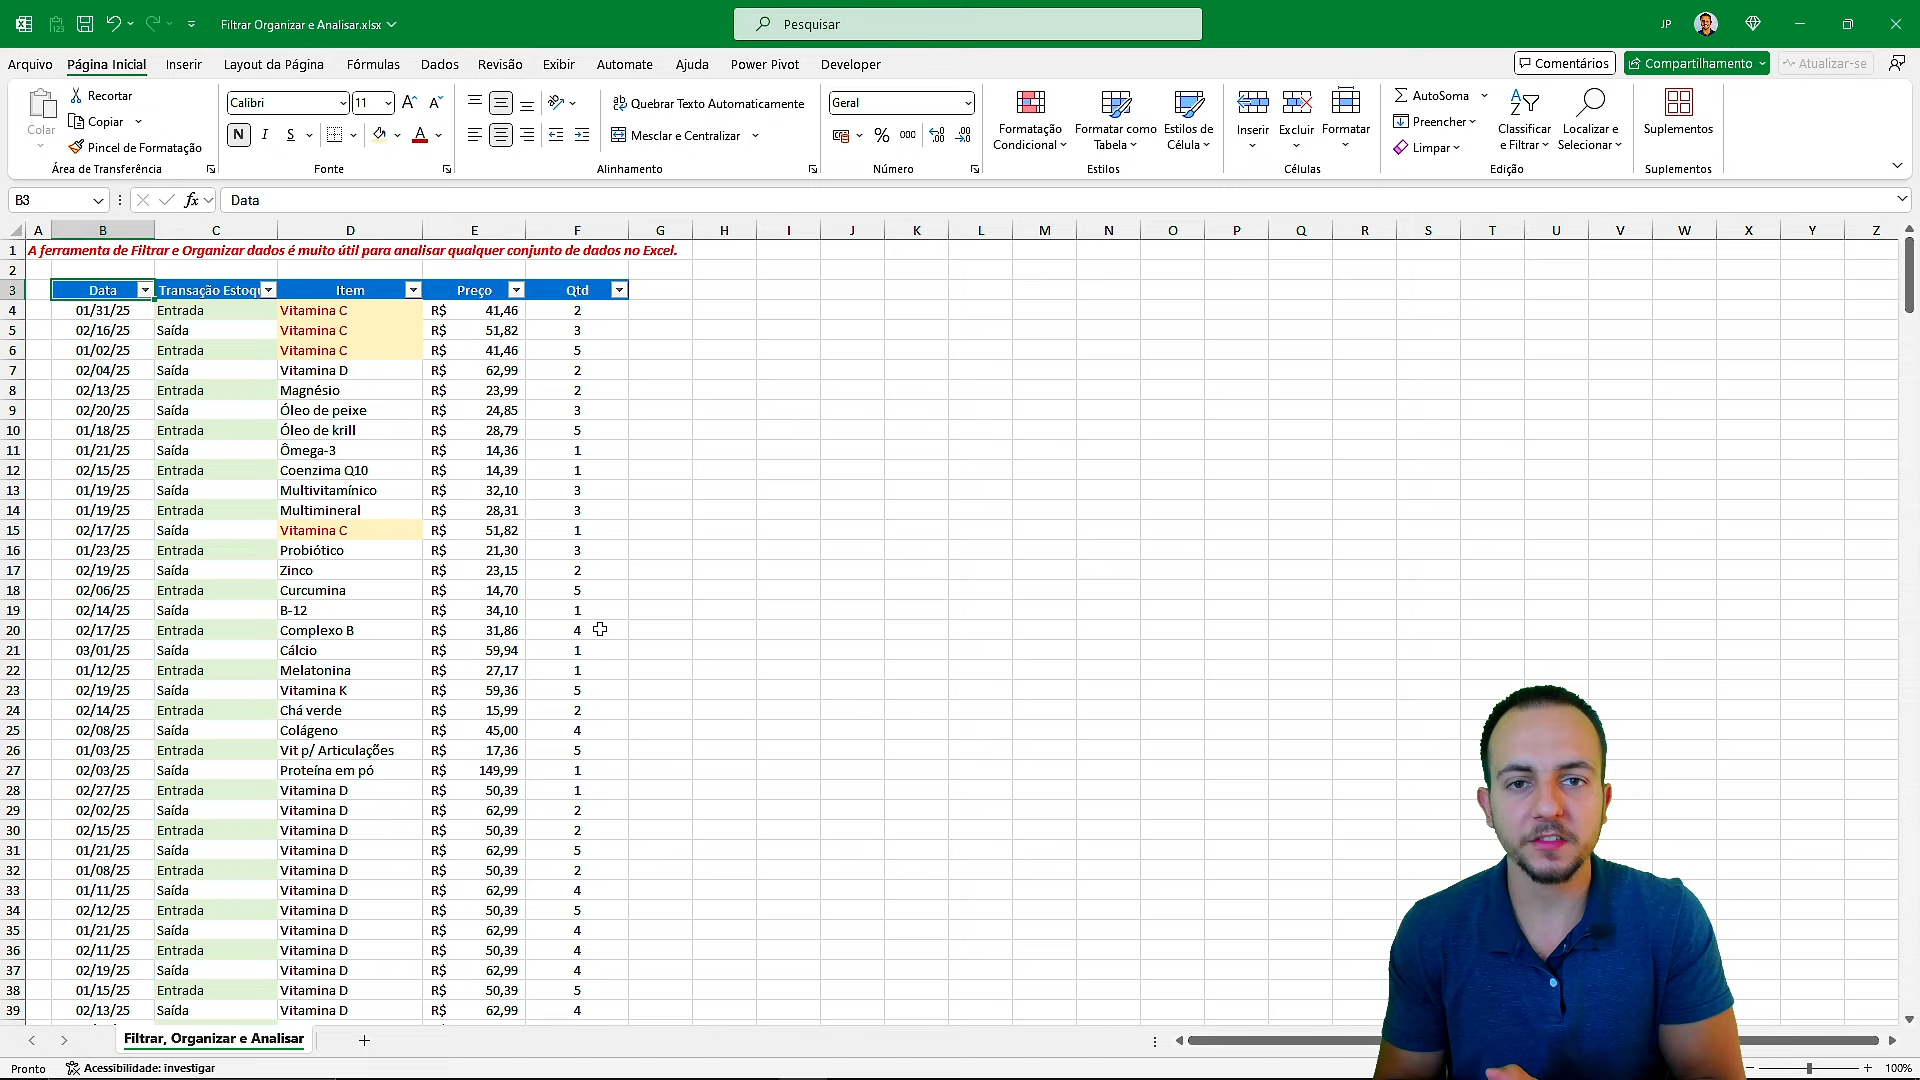 Filtrar Organizar e Analisar.xlsx
Pesquisar
JP
Arquivo Página Inicial Inserir Layout da Página Fórmulas Dados Revisão Exibir Automate Ajuda Power Pivot Developer
Comentários Compartilhamento Atualizar-se
Colar
Recortar
Copiar
Pincel de Formatação
Área de Transferência
Calibri 11
N I S
Fonte
Quebrar Texto Automaticamente
Mesclar e Centralizar
Alinhamento
Geral
% 000
Número
Formatação Condicional
Formatar como Tabela
Estilos de Célula
Estilos
Inserir Excluir Formatar
Células
AutoSoma
Preencher
Limpar
Classificar e Filtrar
Localizar e Selecionar
Edição
Suplementos
Suplementos
B3 fx Data
A B C D E F G H I J K L M N O P Q R S T U V W X Y Z
1 A ferramenta de Filtrar e Organizar dados é muito útil para analisar qualquer conjunto de dados no Excel.
2
3 Data Transação Estoqu Item Preço Qtd
4 01/31/25 Entrada Vitamina C R$ 41,46 2
5 02/16/25 Saída Vitamina C R$ 51,82 3
6 01/02/25 Entrada Vitamina C R$ 41,46 5
7 02/04/25 Saída Vitamina D R$ 62,99 2
8 02/13/25 Entrada Magnésio R$ 23,99 2
9 02/20/25 Saída Óleo de peixe R$ 24,85 3
10 01/18/25 Entrada Óleo de krill R$ 28,79 5
11 01/21/25 Saída Ômega-3 R$ 14,36 1
12 02/15/25 Entrada Coenzima Q10 R$ 14,39 1
13 01/19/25 Saída Multivitamínico R$ 32,10 3
14 01/19/25 Entrada Multimineral R$ 28,31 3
15 02/17/25 Saída Vitamina C R$ 51,82 1
16 01/23/25 Entrada Probiótico R$ 21,30 3
17 02/19/25 Saída Zinco R$ 23,15 2
18 02/06/25 Entrada Curcumina R$ 14,70 5
19 02/14/25 Saída B-12 R$ 34,10 1
20 02/17/25 Entrada Complexo B R$ 31,86 4
21 03/01/25 Saída Cálcio R$ 59,94 1
22 01/12/25 Entrada Melatonina R$ 27,17 1
23 02/19/25 Saída Vitamina K R$ 59,36 5
24 02/14/25 Entrada Chá verde R$ 15,99 2
25 02/08/25 Saída Colágeno R$ 45,00 4
26 01/03/25 Entrada Vit p/ Articulações R$ 17,36 5
27 02/03/25 Saída Proteína em pó R$ 149,99 1
28 02/27/25 Entrada Vitamina D R$ 50,39 1
29 02/02/25 Saída Vitamina D R$ 62,99 2
30 02/15/25 Entrada Vitamina D R$ 50,39 2
31 01/21/25 Saída Vitamina D R$ 62,99 5
32 01/08/25 Entrada Vitamina D R$ 50,39 2
33 01/11/25 Saída Vitamina D R$ 62,99 4
34 02/12/25 Entrada Vitamina D R$ 50,39 5
35 01/21/25 Saída Vitamina D R$ 62,99 4
36 02/11/25 Entrada Vitamina D R$ 50,39 4
37 02/19/25 Saída Vitamina D R$ 62,99 4
38 01/15/25 Entrada Vitamina D R$ 50,39 5
39 02/13/25 Saída Vitamina D R$ 62,99 4
Filtrar, Organizar e Analisar
Pronto Acessibilidade: investigar 100%